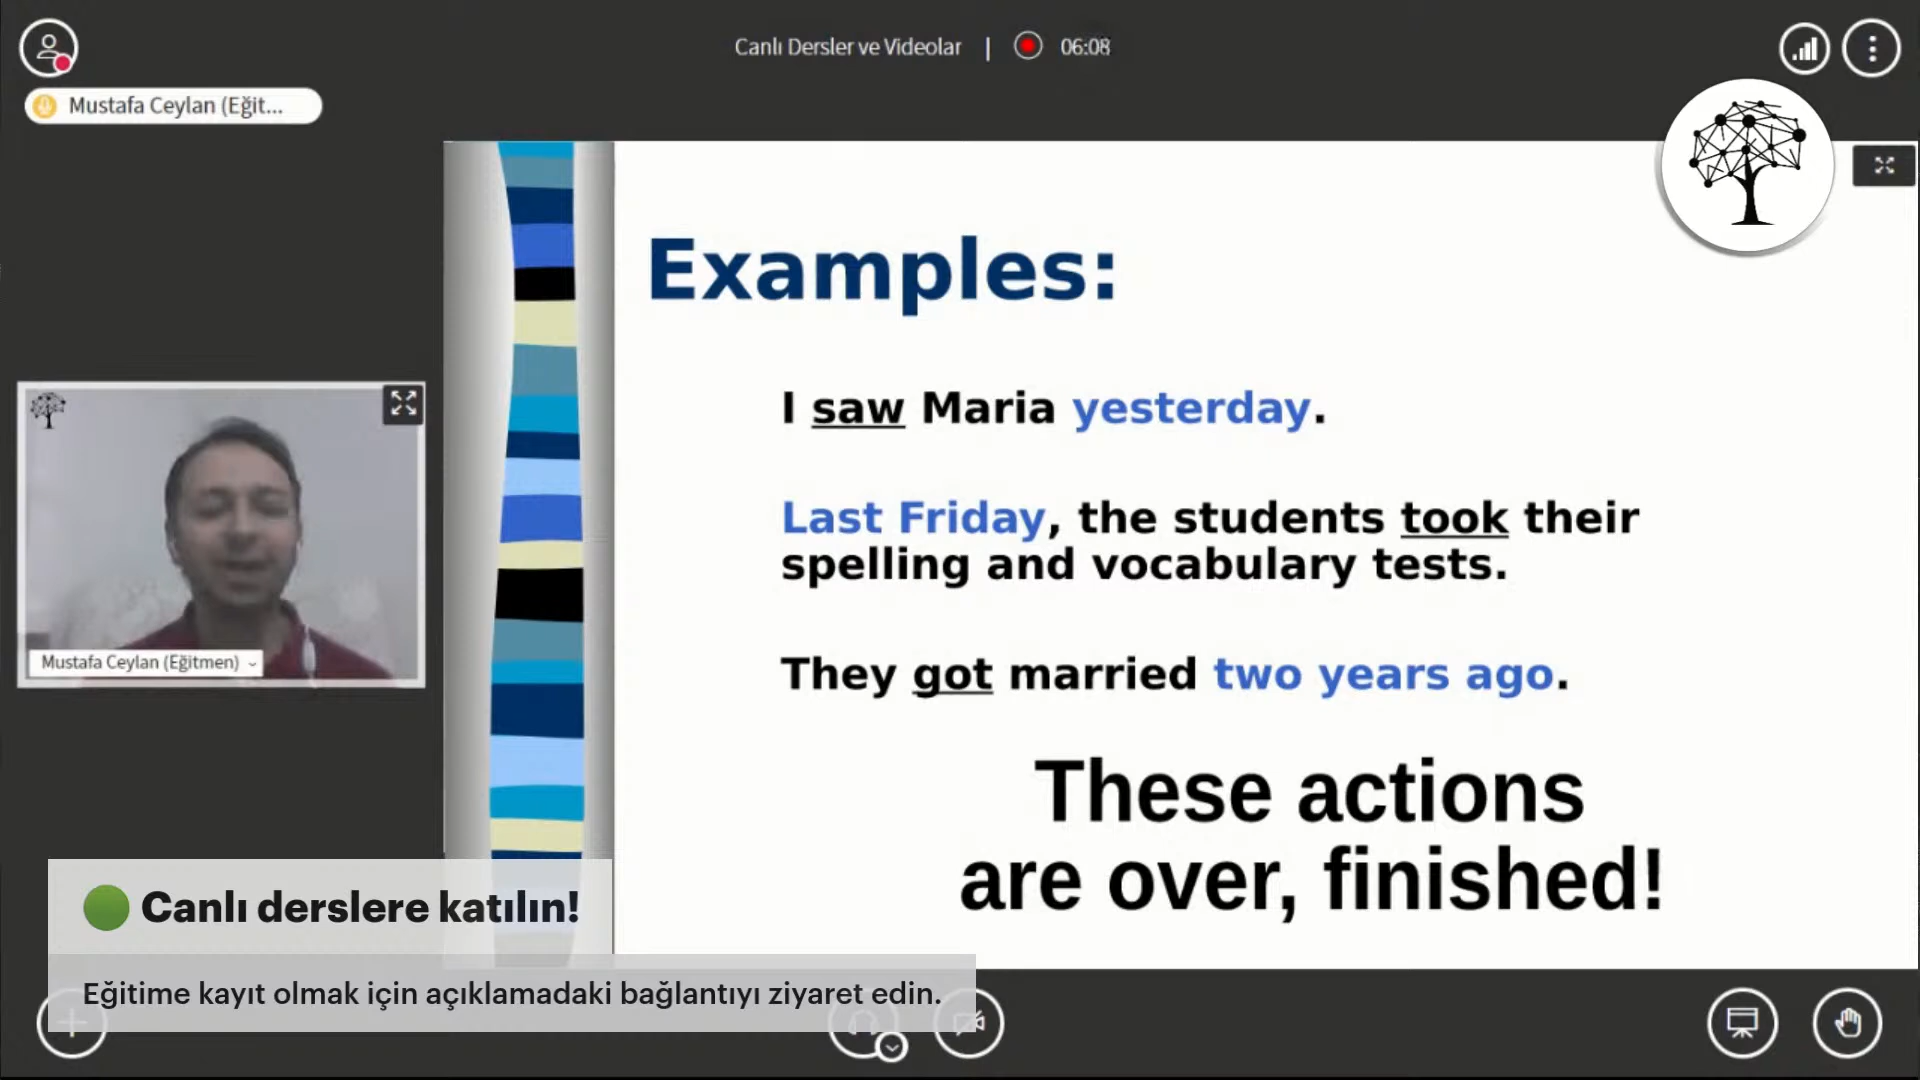 Canlı Dersler ve Videolar | 06:08
Mustafa Ceylan (Eğit...
Examples:
I saw Maria yesterday.
Last Friday, the students took their
spelling and vocabulary tests.
They got married two years ago.
These actions
are over, finished!
Mustafa Ceylan (Eğitmen)
Canlı derslere katılın!
Eğitime kayıt olmak için açıklamadaki bağlantıyı ziyaret edin.